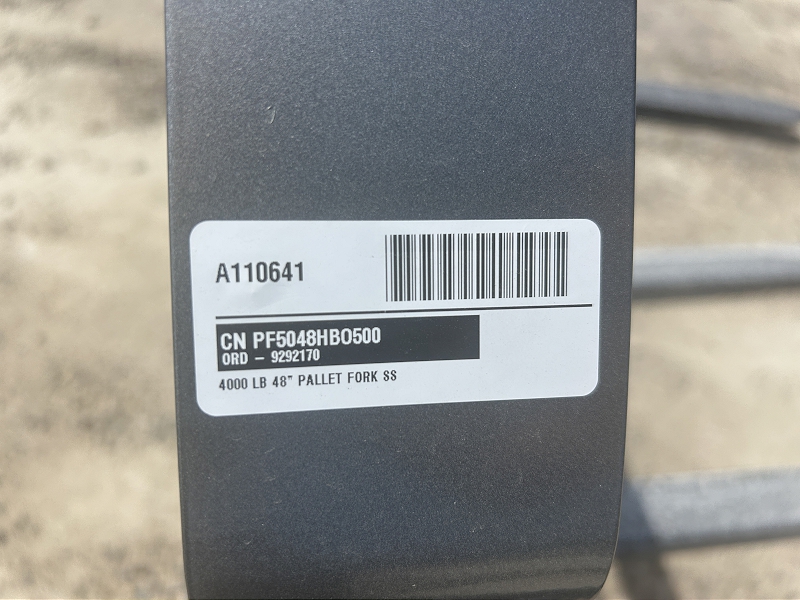 A110641
CN PF5048HBO500
ORD - 9292170
4000 LB 48" PALLET FORK SS